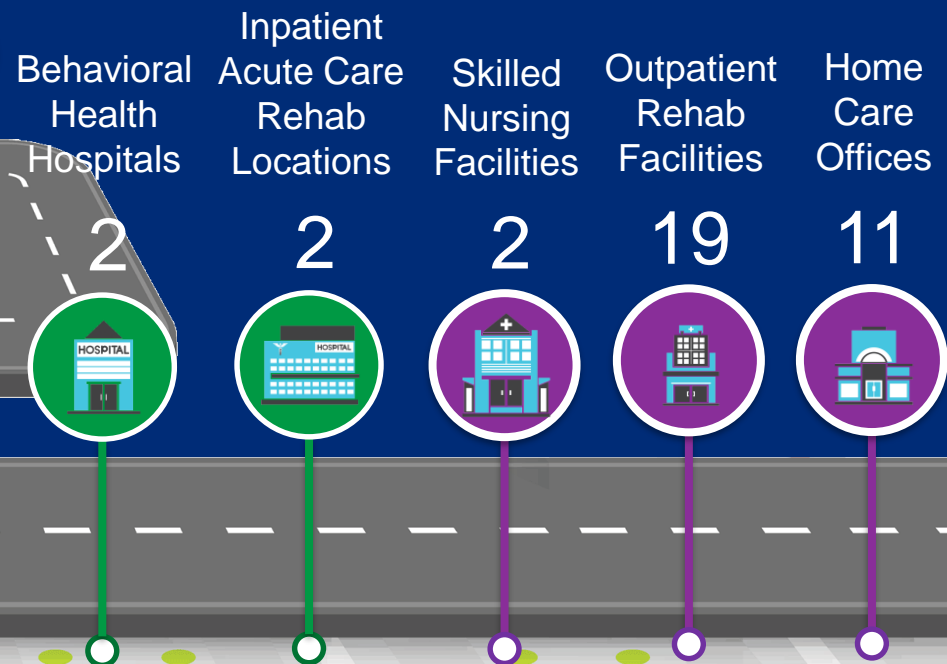 Behavioral
Health
Hospitals
2
Inpatient
Acute Care
Rehab
Locations
2
Skilled
Nursing
Facilities
2
Outpatient
Rehab
Facilities
19
Home
Care
Offices
11
HOSPITAL
HOSPITAL